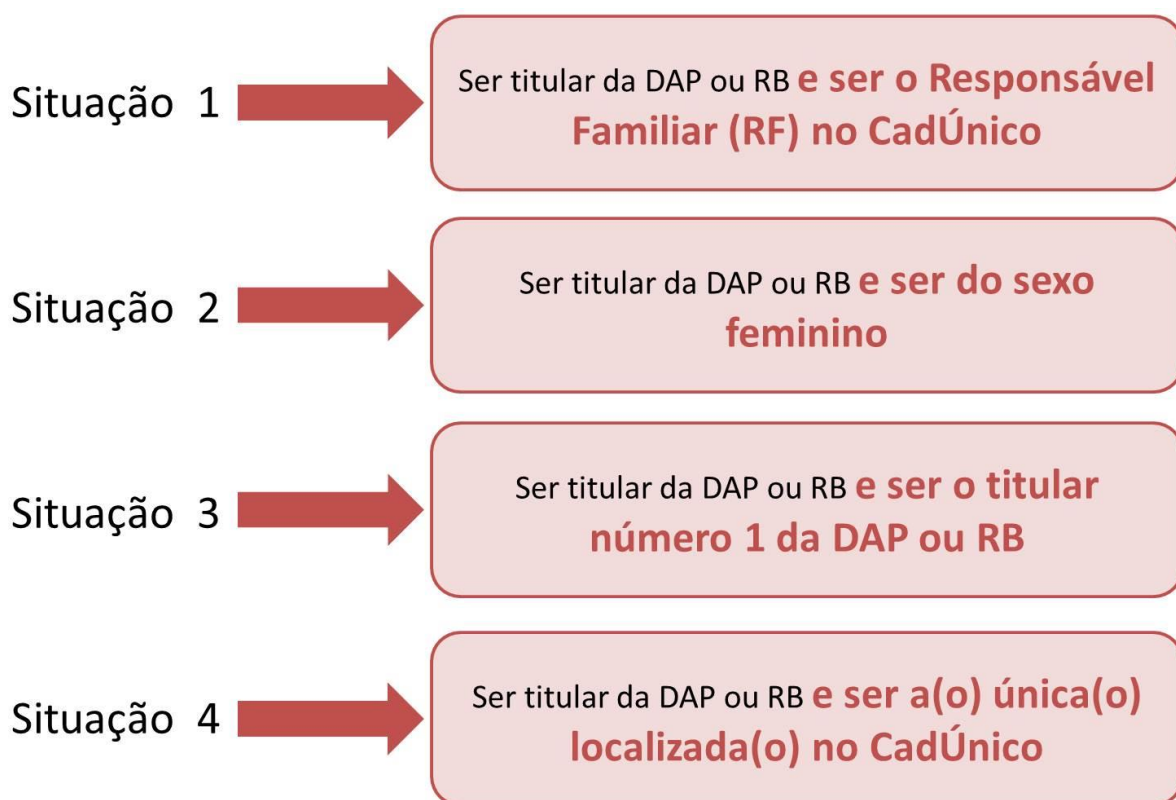 Situação 1
Ser titular da DAP ou RB e ser o Responsável
Familiar (RF) no CadÚnico
Situação 2
Ser titular da DAP ou RB e ser do sexo
feminino
Situação 3
Ser titular da DAP ou RB e ser o titular
número 1 da DAP ou RB
Situação 4
Ser titular da DAP ou RB e ser a(o) única(o)
localizada(o) no CadÚnico